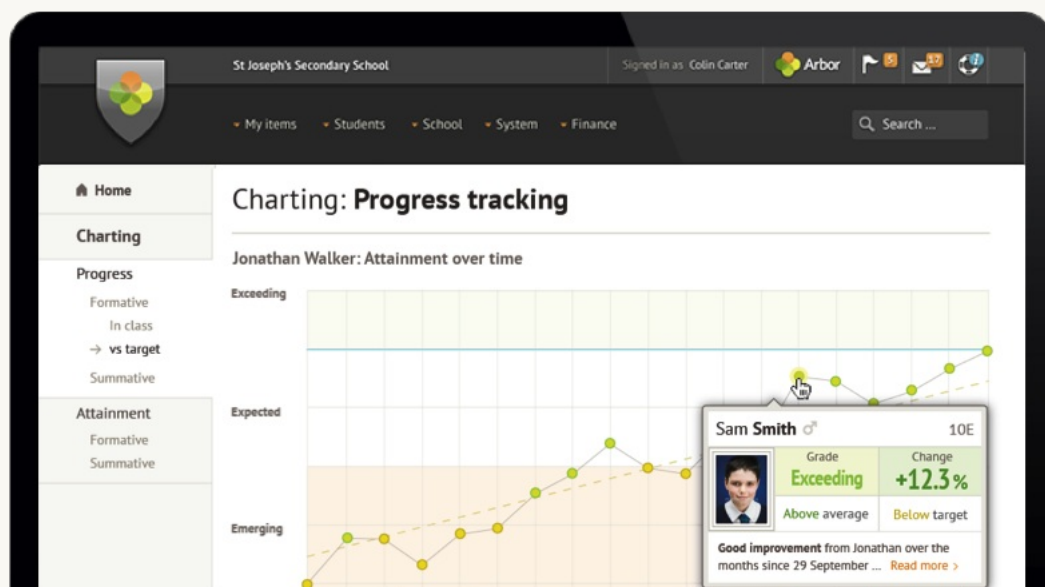 St Joseph's Secondary School
Signed in as Colin Carter
Arbor
5
17
i
My items
Students
School
System
Finance
Search ...
Home
Charting
Progress
Formative
In class
→ vs target
Summative
Attainment
Formative
Summative
Charting: Progress tracking
Jonathan Walker: Attainment over time
Exceeding
Expected
Emerging
Sam Smith ♂ 10E
Grade
Exceeding
Above average
Change
+12.3%
Below target
Good improvement from Jonathan over the
months since 29 September ... Read more >